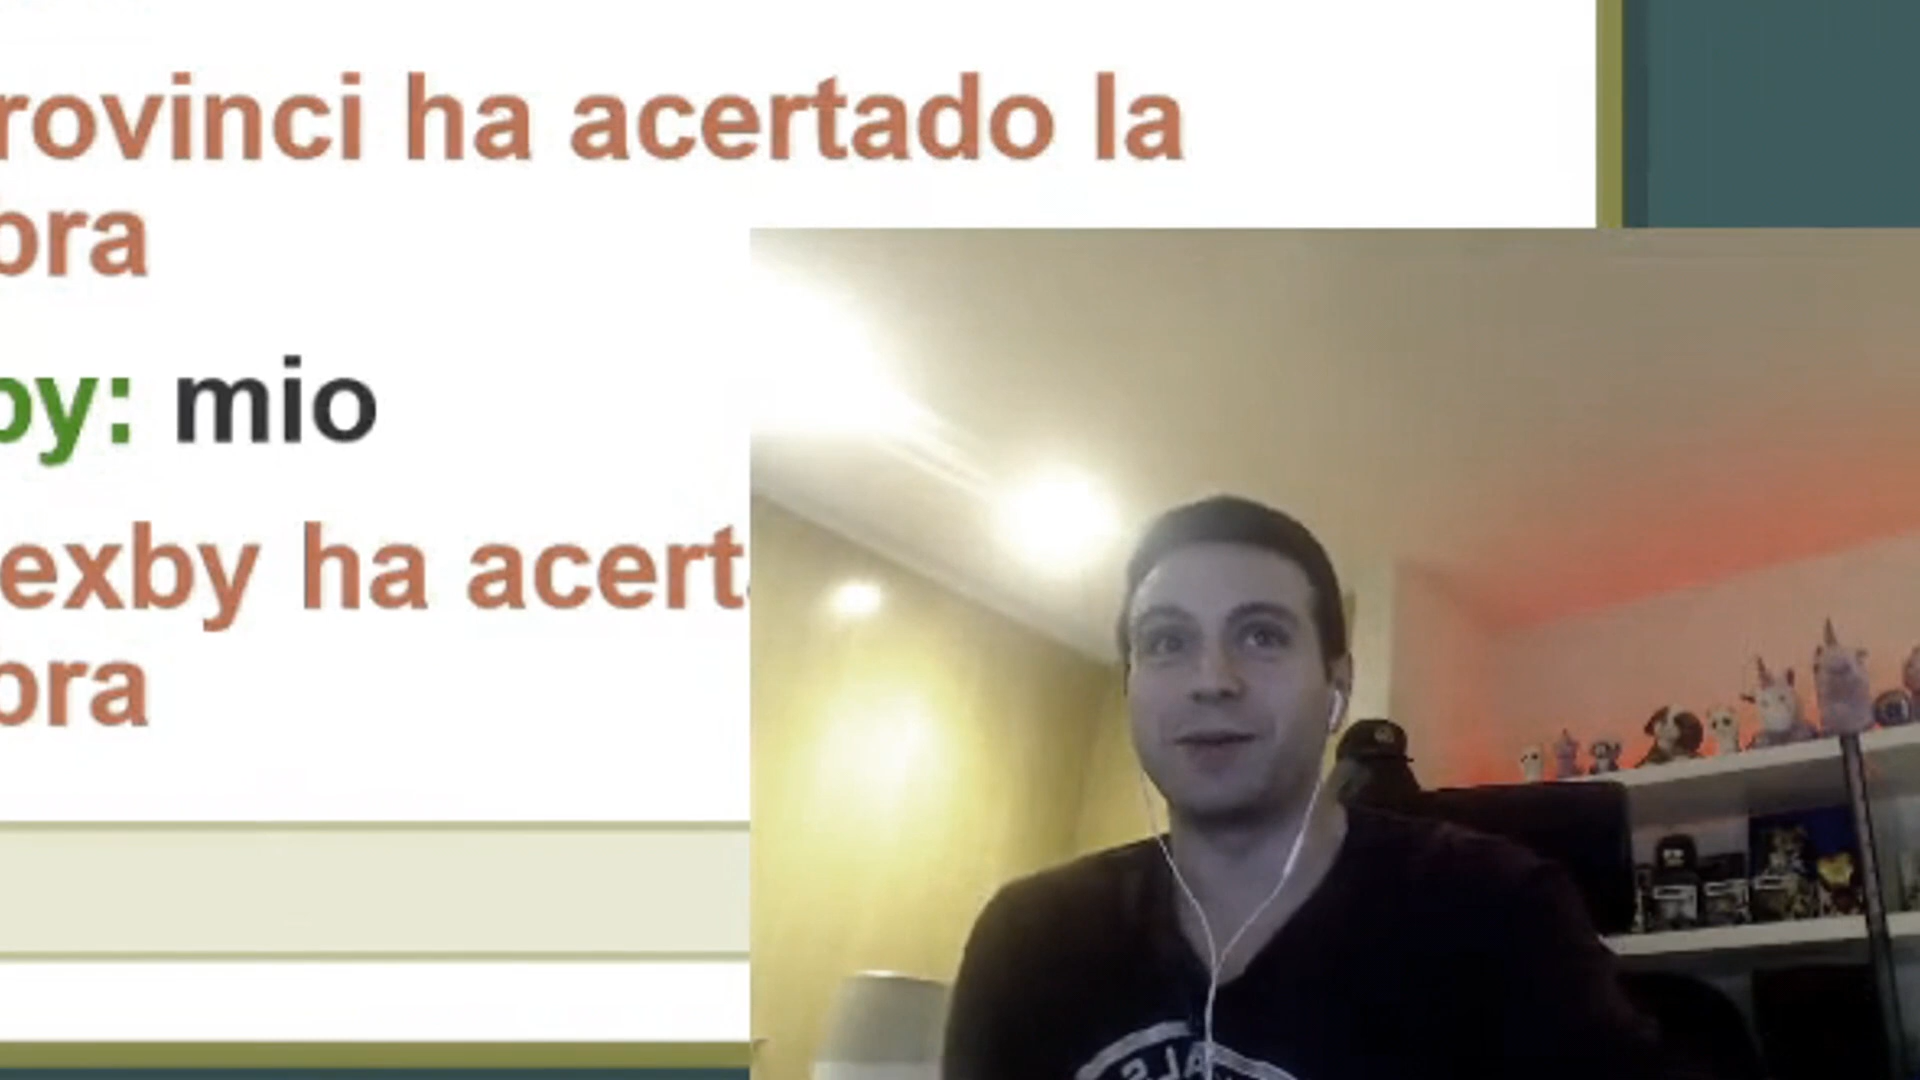 rovinci ha acertado la
bra
by: mio
exby ha acert
bra